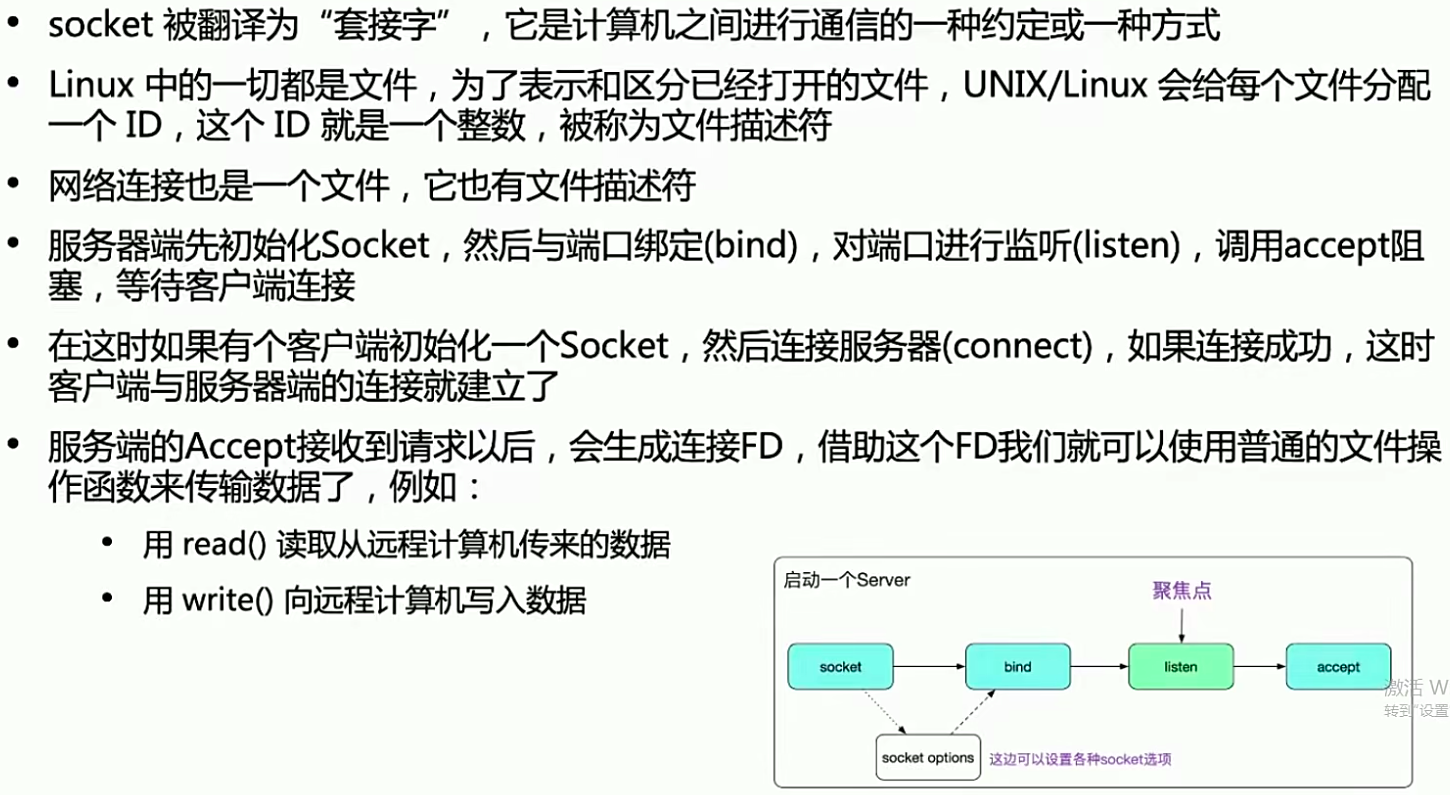 • socket 被翻译为“套接字”，它是计算机之间进行通信的一种约定或一种方式
• Linux 中的一切都是文件，为了表示和区分已经打开的文件，UNIX/Linux 会给每个文件分配
一个 ID，这个 ID 就是一个整数，被称为文件描述符
• 网络连接也是一个文件，它也有文件描述符
• 服务器端先初始化Socket，然后与端口绑定(bind)，对端口进行监听(listen)，调用accept阻
塞，等待客户端连接
• 在这时如果有个客户端初始化一个Socket，然后连接服务器(connect)，如果连接成功，这时
客户端与服务器端的连接就建立了
• 服务端的Accept接收到请求以后，会生成连接FD，借助这个FD我们就可以使用普通的文件操
作函数来传输数据了，例如：
• 用 read() 读取从远程计算机传来的数据
• 用 write() 向远程计算机写入数据
启动一个Server
聚焦点
socket
bind
listen
accept
激活 W
转到"设置
socket options
这边可以设置各种socket选项